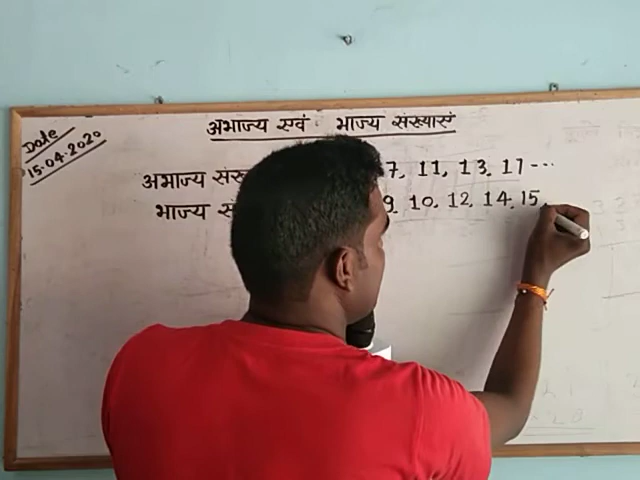 अभाज्य एवं भाज्य संख्याएं
Date
15.04.2020
अभाज्य 7, 11, 13, 17 ...
भाज्य 9, 10, 12, 14, 15,